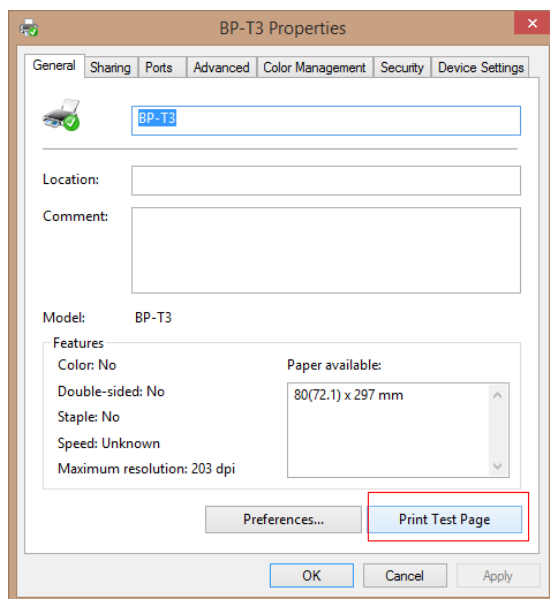 BP-T3 Properties
General Sharing Ports Advanced Color Management Security Device Settings
BP-T3
Location:
Comment:
Model: BP-T3
Features
Color: No
Double-sided: No
Staple: No
Speed: Unknown
Maximum resolution: 203 dpi
Paper available:
80(72.1) x 297 mm
Preferences... Print Test Page
OK Cancel Apply